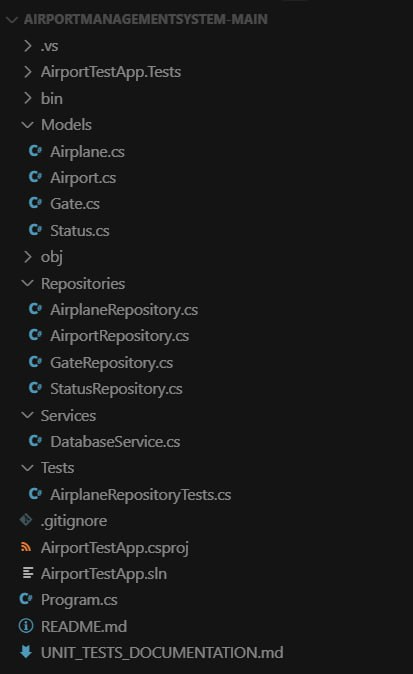 AIRPORTMANAGEMENTSYSTEM-MAIN
.vs
AirportTestApp.Tests
bin
Models
C# Airplane.cs
C# Airport.cs
C# Gate.cs
C# Status.cs
obj
Repositories
C# AirplaneRepository.cs
C# AirportRepository.cs
C# GateRepository.cs
C# StatusRepository.cs
Services
C# DatabaseService.cs
Tests
C# AirplaneRepositoryTests.cs
.gitignore
AirportTestApp.csproj
AirportTestApp.sln
C# Program.cs
README.md
UNIT_TESTS_DOCUMENTATION.md